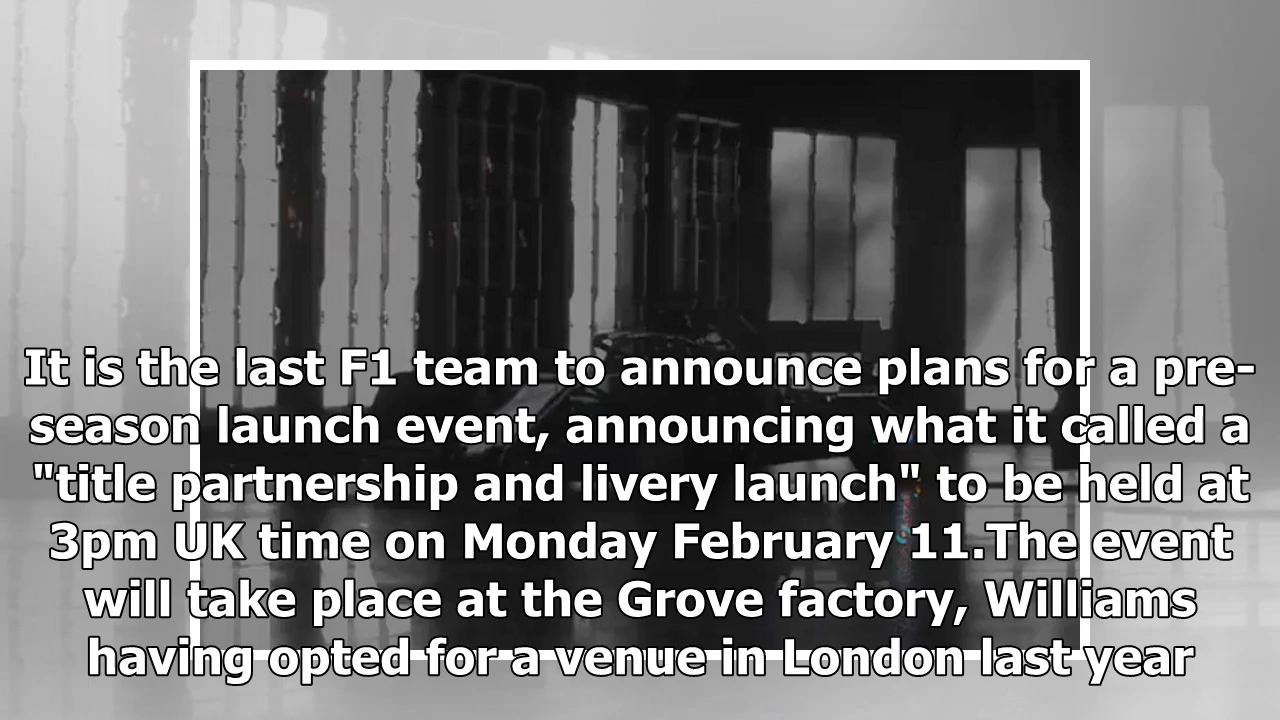 It is the last F1 team to announce plans for a pre-
season launch event, announcing what it called a
"title partnership and livery launch" to be held at
3pm UK time on Monday February 11.The event
will take place at the Grove factory, Williams
having opted for a venue in London last year